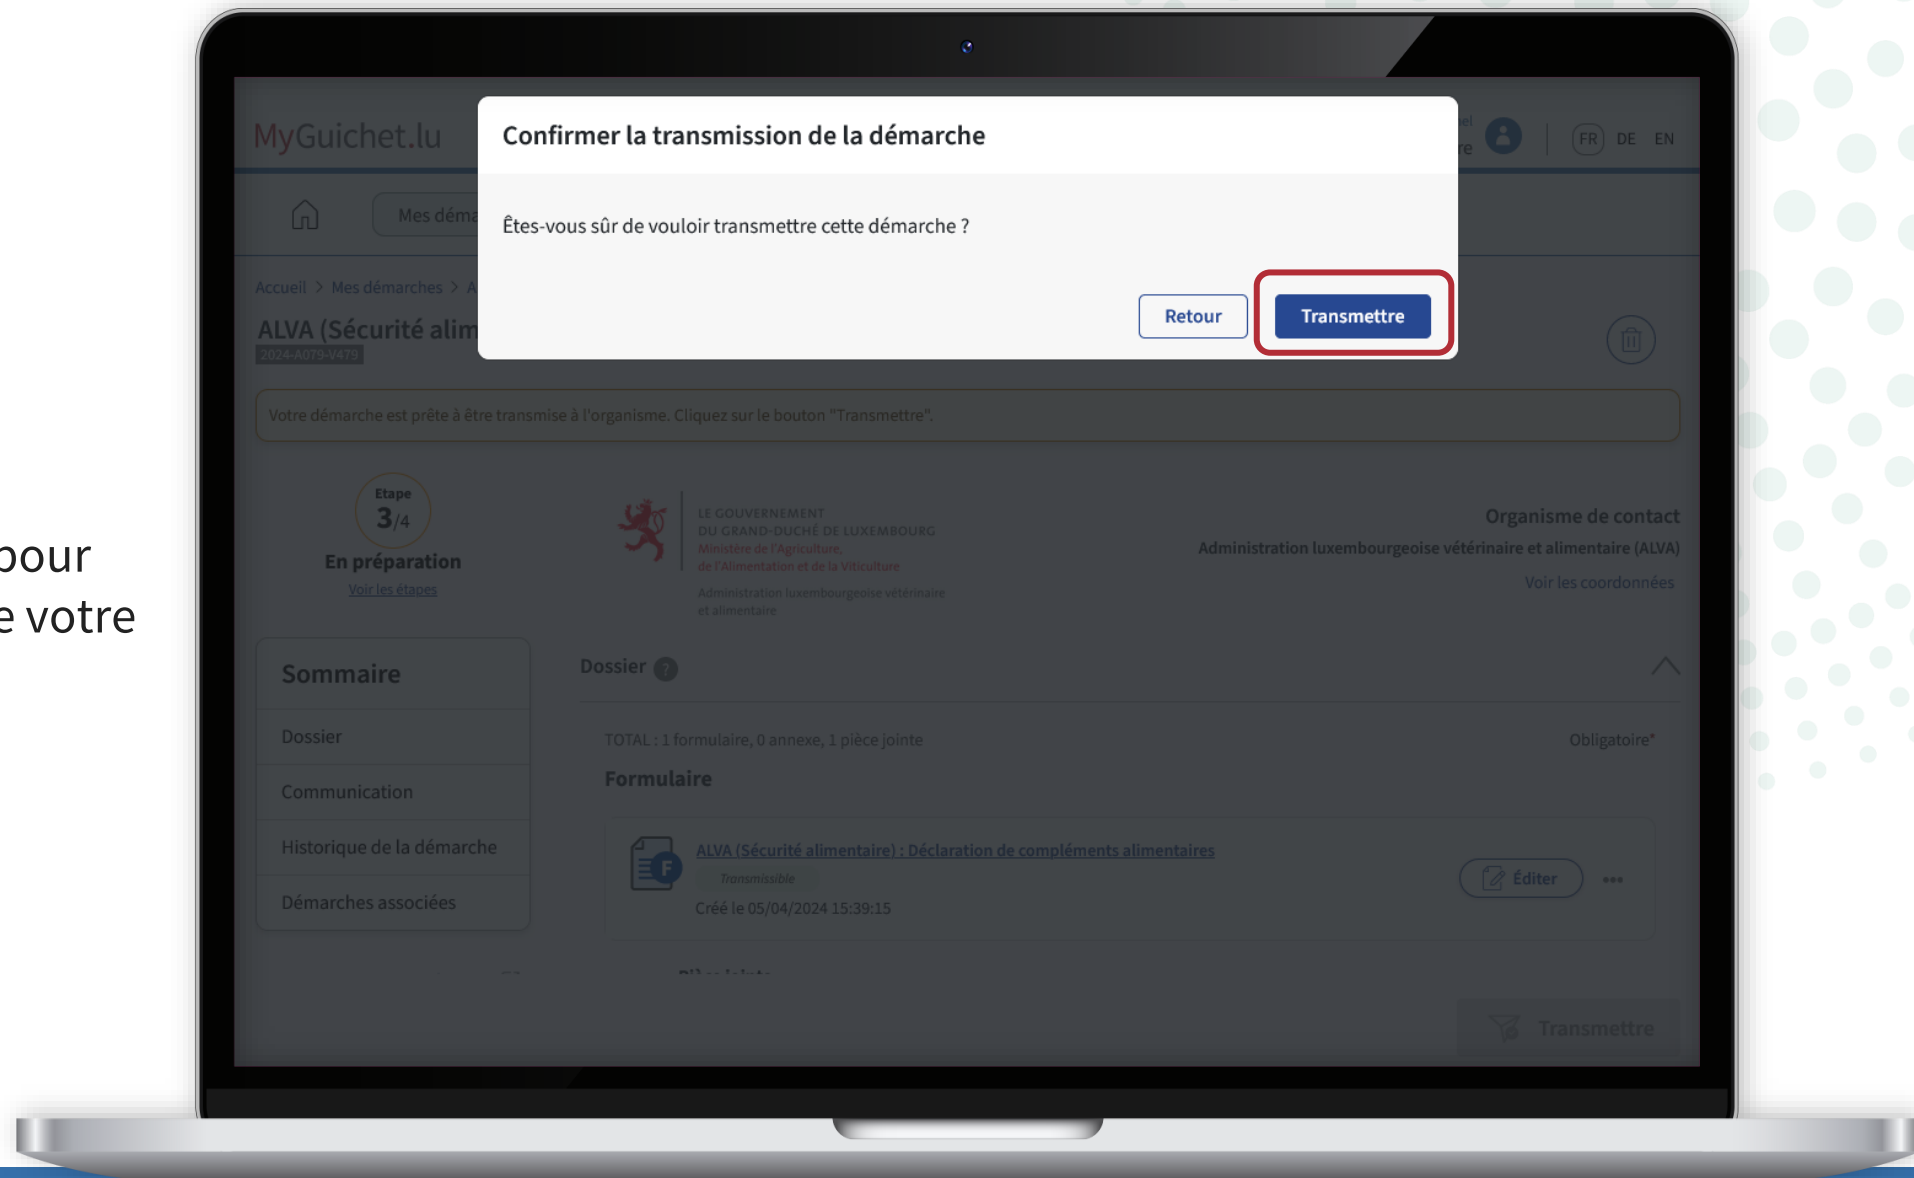 pour
e votre
MyGuichet.lu
Confirmer la transmission de la démarche
Êtes-vous sûr de vouloir transmettre cette démarche ?
Retour
Transmettre
el
re
FR DE EN
Mes déma
Accueil > Mes démarches > A
ALVA (Sécurité alim
2024-A079-V479
Votre démarche est prête à être transmise à l'organisme. Cliquez sur le bouton "Transmettre".
Etape
3/4
En préparation
Voir les étapes
LE GOUVERNEMENT
DU GRAND-DUCHÉ DE LUXEMBOURG
Ministère de l'Agriculture,
de l'Alimentation et de la Viticulture
Administration luxembourgeoise vétérinaire
et alimentaire
Organisme de contact
Administration luxembourgeoise vétérinaire et alimentaire (ALVA)
Voir les coordonnées
Sommaire
Dossier
Communication
Historique de la démarche
Démarches associées
Dossier ?
TOTAL : 1 formulaire, 0 annexe, 1 pièce jointe
Obligatoire*
Formulaire
F
ALVA (Sécurité alimentaire) : Déclaration de compléments alimentaires
Transmissible
Créé le 05/04/2024 15:39:15
Éditer
Transmettre